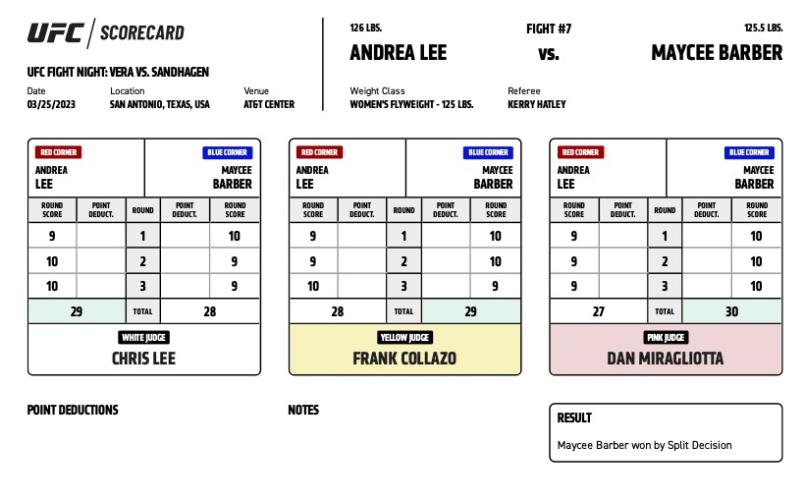 UFC / SCORECARD
UFC FIGHT NIGHT: VERA VS. SANDHAGEN
Date Location Venue
03/25/2023 SAN ANTONIO, TEXAS, USA AT&T CENTER
126 LBS. FIGHT #7 125.5 LBS.
ANDREA LEE VS. MAYCEE BARBER
Weight Class Referee
WOMEN'S FLYWEIGHT - 125 LBS. KERRY HATLEY
RED CORNER BLUE CORNER
ANDREA MAYCEE
LEE BARBER
ROUND POINT ROUND POINT ROUND
SCORE DEDUCT. DEDUCT. SCORE
9 1 10
10 2 9
10 3 9
29 TOTAL 28
WHITE JUDGE
CHRIS LEE
RED CORNER BLUE CORNER
ANDREA MAYCEE
LEE BARBER
ROUND POINT ROUND POINT ROUND
SCORE DEDUCT. DEDUCT. SCORE
9 1 10
9 2 10
10 3 9
28 TOTAL 29
YELLOW JUDGE
FRANK COLLAZO
RED CORNER BLUE CORNER
ANDREA MAYCEE
LEE BARBER
ROUND POINT ROUND POINT ROUND
SCORE DEDUCT. DEDUCT. SCORE
9 1 10
9 2 10
9 3 10
27 TOTAL 30
PINK JUDGE
DAN MIRAGLIOTTA
POINT DEDUCTIONS
NOTES
RESULT
Maycee Barber won by Split Decision